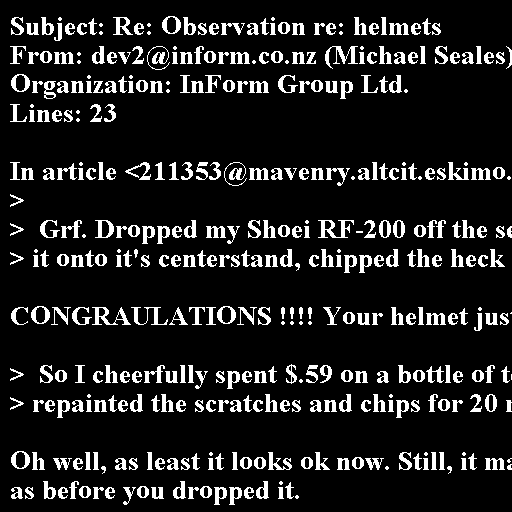 Subject: Re: Observation re: helmets
From: dev2@inform.co.nz (Michael Seales)
Organization: InForm Group Ltd.
Lines: 23
In article <211353@mavenry.altcit.eskimo.
>
>  Grf. Dropped my Shoei RF-200 off the
> it onto it's centerstand, chipped the heck
CONGRAULATIONS !!!! Your helmet just
>  So I cheerfully spent $.59 on a bottle of
> repainted the scratches and chips for 20
Oh well, as least it looks ok now. Still, it
as before you dropped it.